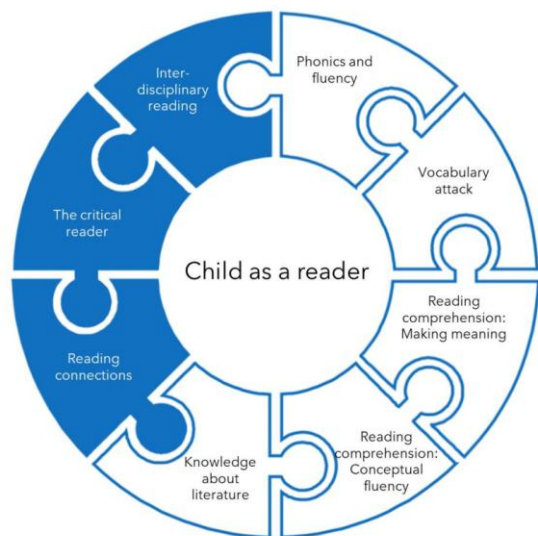 Phonics and
fluency
Vocabulary
attack
Reading
comprehension:
Making meaning
Reading
comprehension:
Conceptual
fluency
Knowledge
about
literature
Reading
connections
The critical
reader
Inter-
disciplinary
reading
Child as a reader